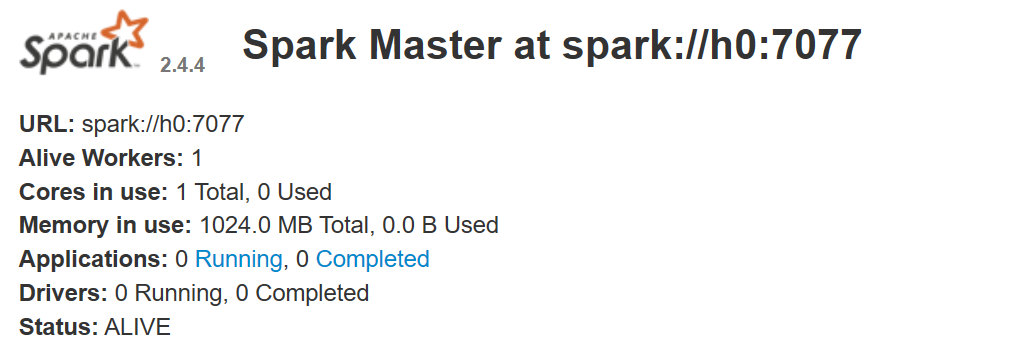 APACHE
Spark 2.4.4 Spark Master at spark://h0:7077
URL: spark://h0:7077
Alive Workers: 1
Cores in use: 1 Total, 0 Used
Memory in use: 1024.0 MB Total, 0.0 B Used
Applications: 0 Running, 0 Completed
Drivers: 0 Running, 0 Completed
Status: ALIVE